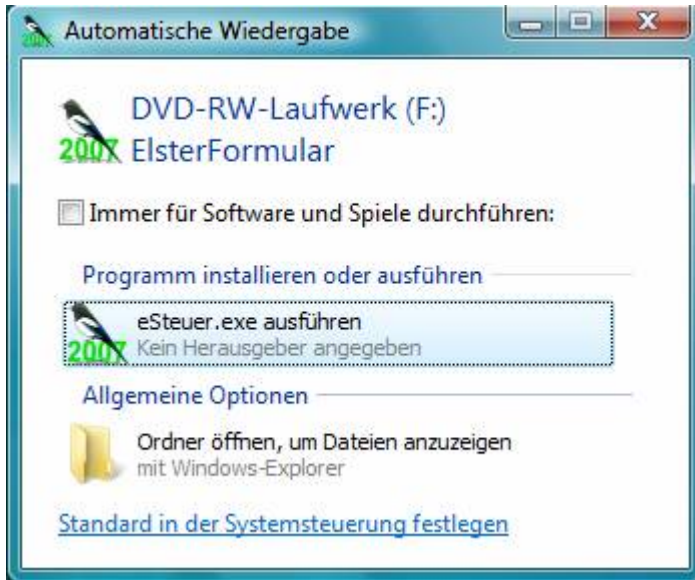 Automatische Wiedergabe
DVD-RW-Laufwerk (F:)
2007 ElsterFormular
Immer für Software und Spiele durchführen:
Programm installieren oder ausführen
eSteuer.exe ausführen
2007 Kein Herausgeber angegeben
Allgemeine Optionen
Ordner öffnen, um Dateien anzuzeigen
mit Windows-Explorer
Standard in der Systemsteuerung festlegen